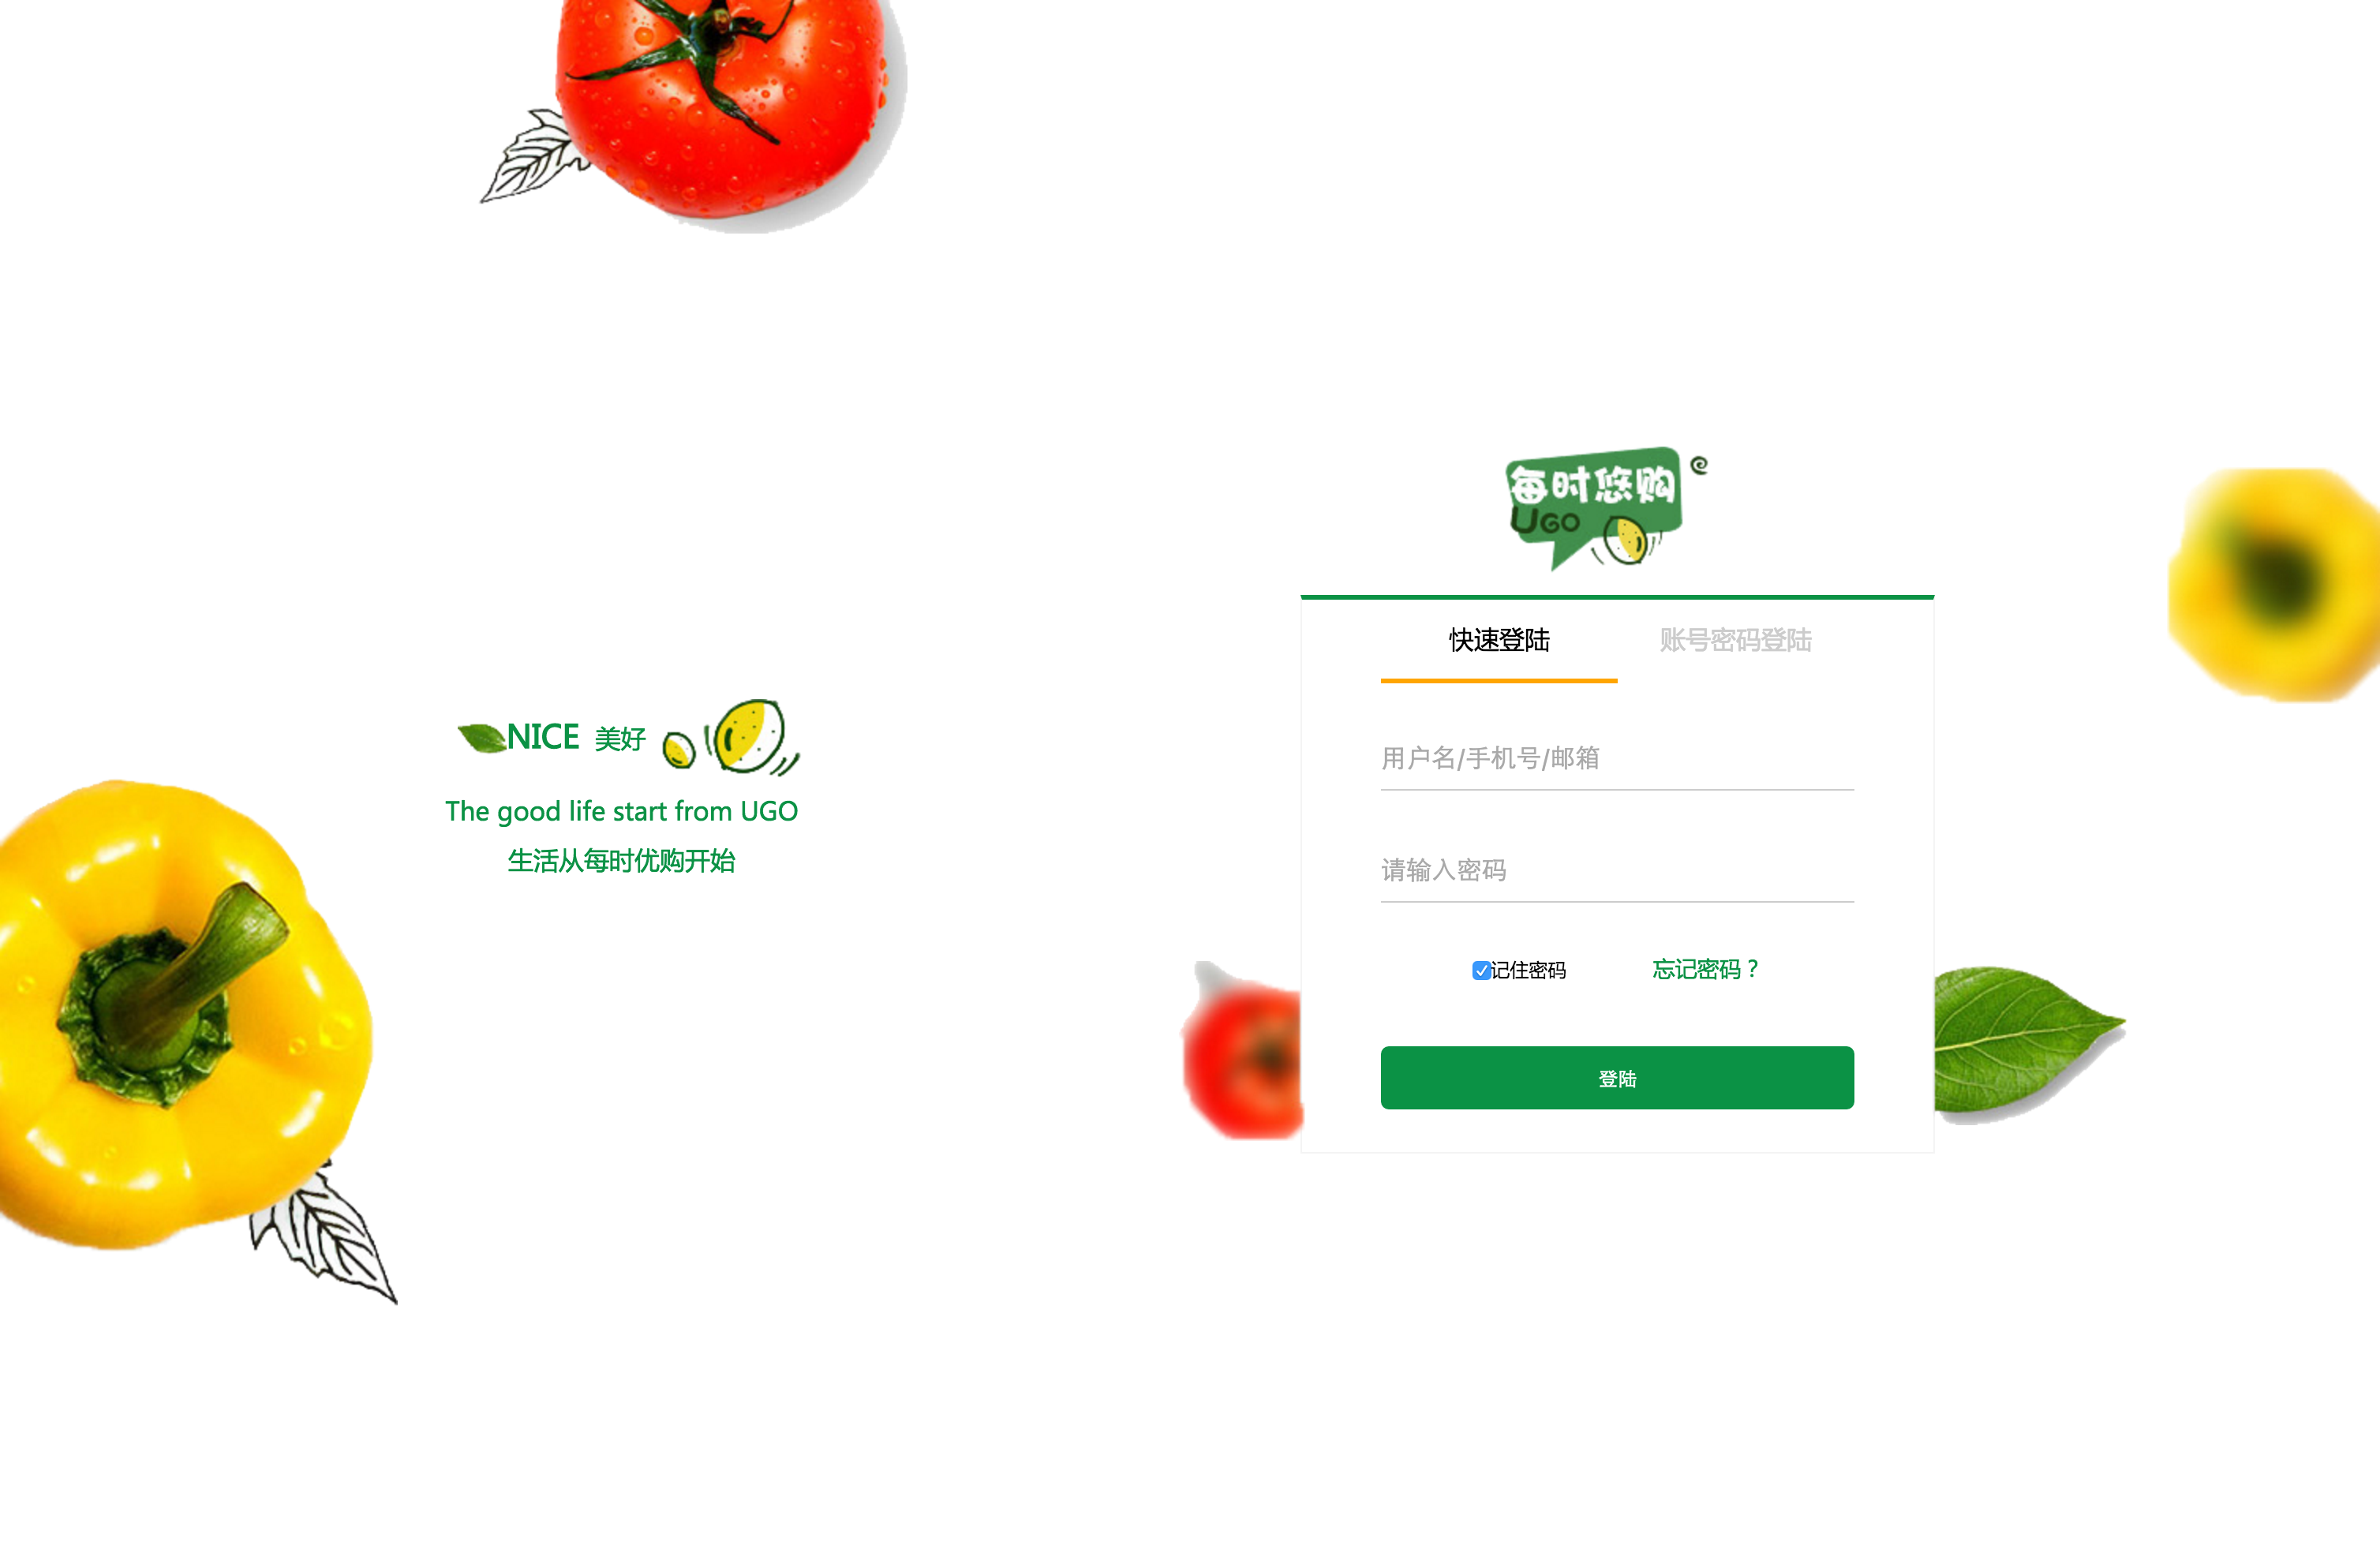 每时悠购
UGO
快速登陆 账号密码登陆
NICE 美好
用户名/手机号/邮箱
The good life start from UGO
生活从每时优购开始
请输入密码
记住密码 忘记密码？
登陆